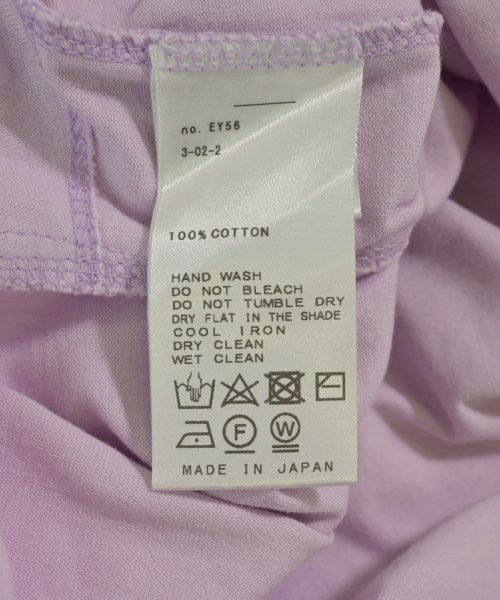 no. EY56
3-02-2
100% COTTON
HAND WASH
DO NOT BLEACH
DO NOT TUMBLE DRY
DRY FLAT IN THE SHADE
COOL IRON
DRY CLEAN
WET CLEAN
F W
MADE IN JAPAN